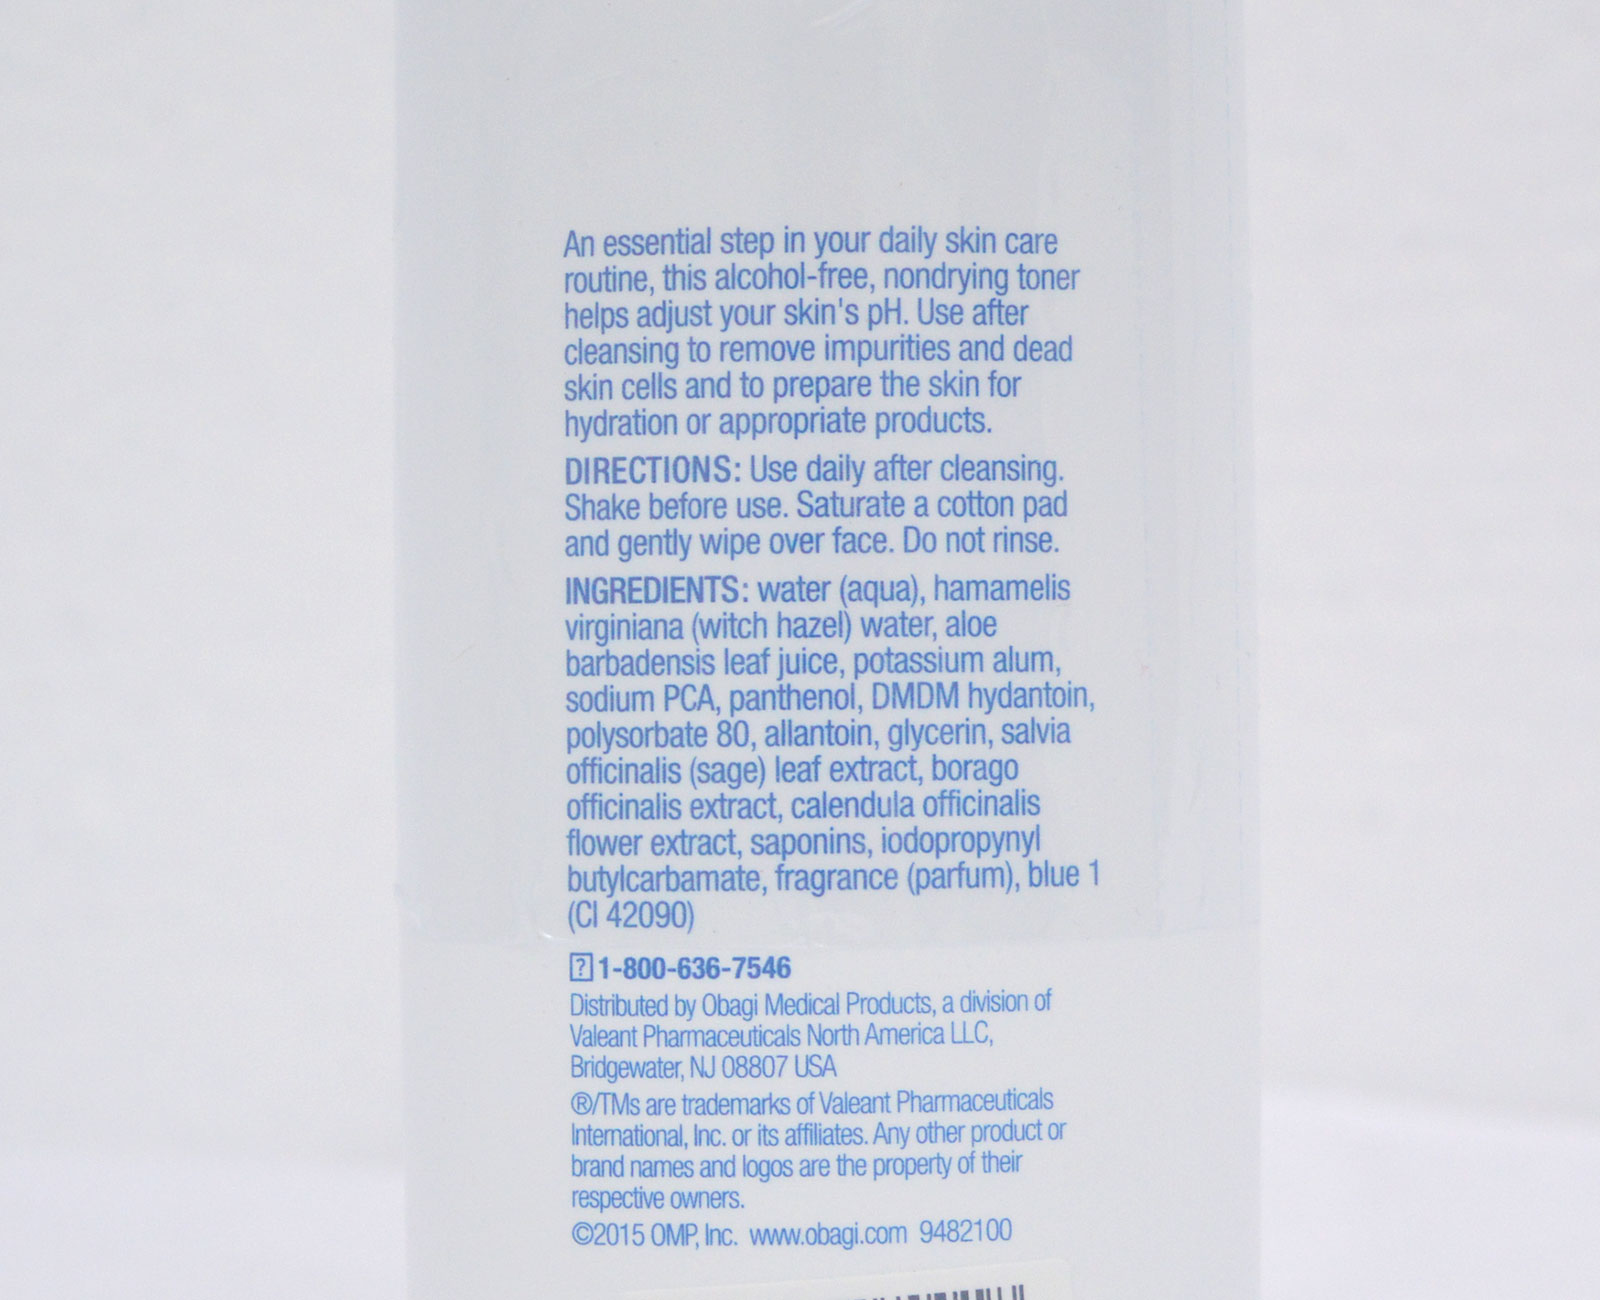 An essential step in your daily skin care
routine, this alcohol-free, nondrying toner
helps adjust your skin's pH. Use after
cleansing to remove impurities and dead
skin cells and to prepare the skin for
hydration or appropriate products.
DIRECTIONS: Use daily after cleansing.
Shake before use. Saturate a cotton pad
and gently wipe over face. Do not rinse.
INGREDIENTS: water (aqua), hamamelis
virginiana (witch hazel) water, aloe
barbadensis leaf juice, potassium alum,
sodium PCA, panthenol, DMDM hydantoin,
polysorbate 80, allantoin, glycerin, salvia
officinalis (sage) leaf extract, borago
officinalis extract, calendula officinalis
flower extract, saponins, iodopropynyl
butylcarbamate, fragrance (parfum), blue 1
(CI 42090)
? 1-800-636-7546
Distributed by Obagi Medical Products, a division of
Valeant Pharmaceuticals North America LLC,
Bridgewater, NJ 08807 USA
®/TMs are trademarks of Valeant Pharmaceuticals
International, Inc. or its affiliates. Any other product or
brand names and logos are the property of their
respective owners.
©2015 OMP, Inc. www.obagi.com 9482100